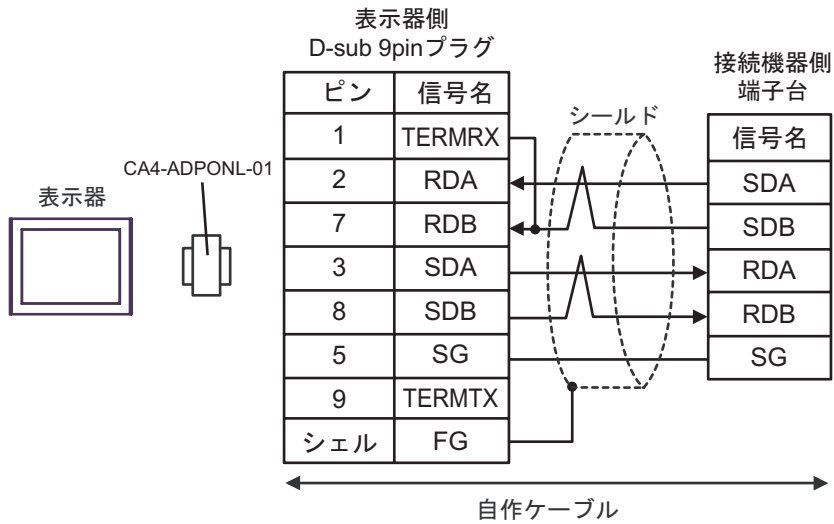 表示器側
D-sub 9pinプラグ
接続機器側
端子台
ピン 信号名
シールド
信号名
1 TERMRX
CA4-ADPONL-01
2 RDA
SDA
表示器
7 RDB
SDB
3 SDA
RDA
8 SDB
RDB
5 SG
SG
9 TERMTX
シェル FG
自作ケーブル